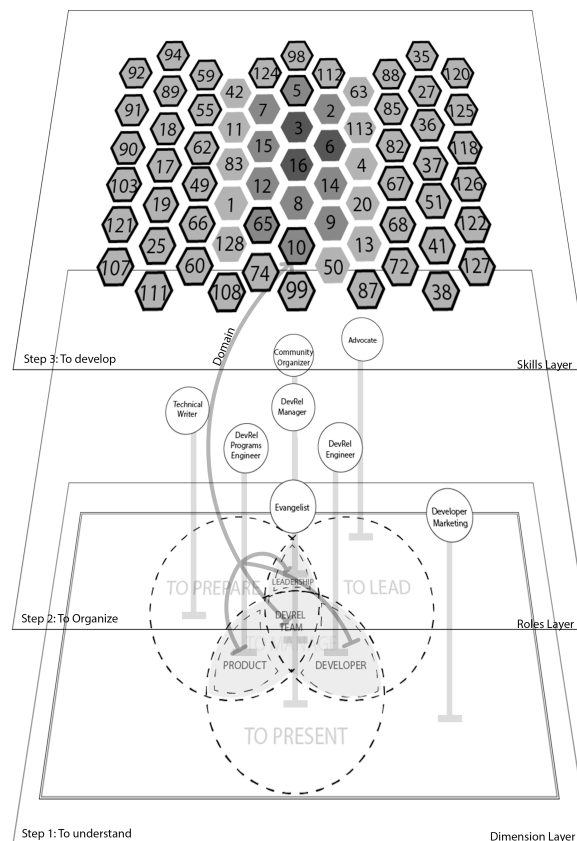 94
98
35
92
59
124
112
88
120
89
5
27
42
63
91
55
7
2
85
125
18
11
3
113
36
90
62
15
6
82
118
17
83
16
4
37
103
49
12
14
67
126
19
1
8
20
51
121
66
65
9
68
122
25
128
10
13
41
107
60
74
50
72
127
111
108
99
87
38
Domain
Step 3: To develop
Skills Layer
Advocate
Community
Organizer
Technical
Writer
DevRel
Manager
DevRel
Programs
Engineer
DevRel
Engineer
Evangelist
Developer
Marketing
TO PREPARE
LEADERSHIP
TO LEAD
Step 2: To Organize
DEVREL
TEAM
Roles Layer
PRODUCT
DEVELOPER
TO PRESENT
Step 1: To understand
Dimension Layer